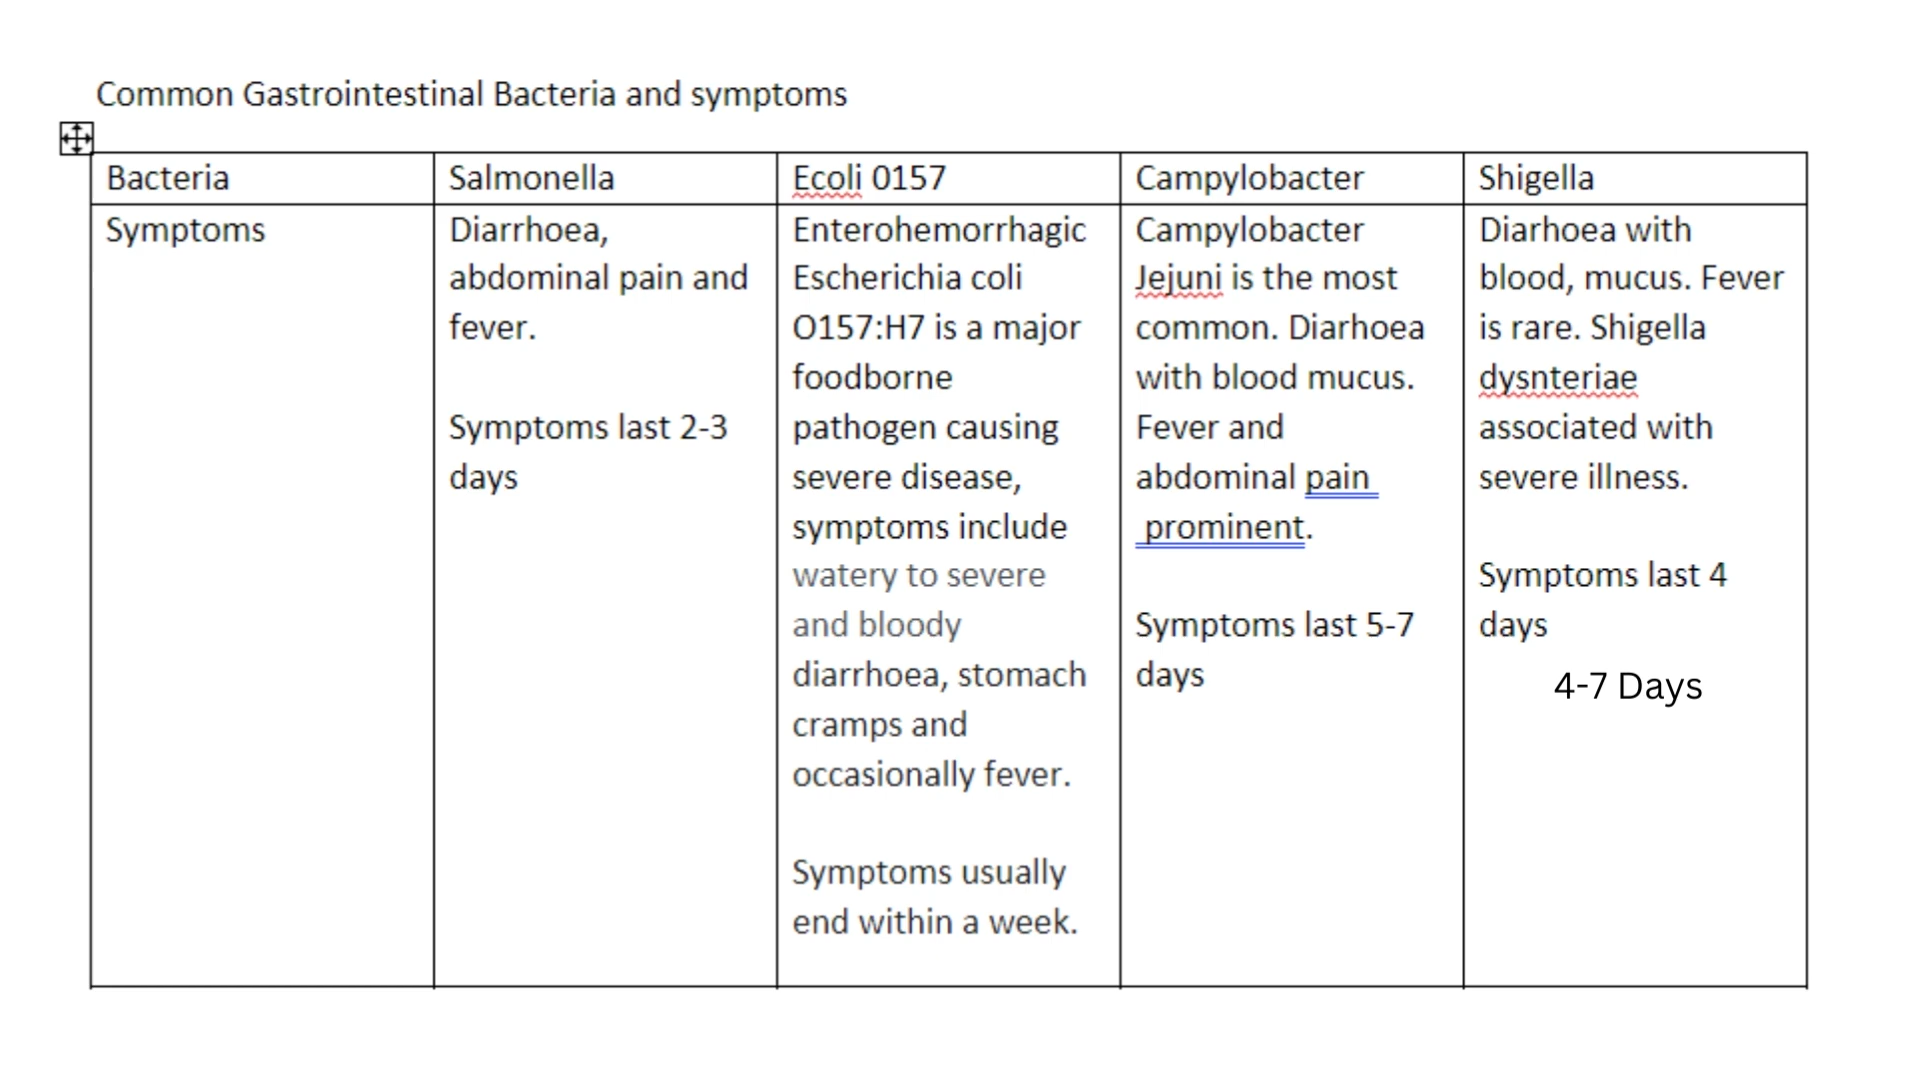 Common Gastrointestinal Bacteria and symptoms
Bacteria
Salmonella
Ecoli 0157
Campylobacter
Shigella
Symptoms
Diarrhoea,
abdominal pain and
fever.
Symptoms last 2-3
days
Enterohemorrhagic
Escherichia coli
O157:H7 is a major
foodborne
pathogen causing
severe disease,
symptoms include
watery to severe
and bloody
diarrhoea, stomach
cramps and
occasionally fever.
Symptoms usually
end within a week.
Campylobacter
Jejuni is the most
common. Diarhoea
with blood mucus.
Fever and
abdominal pain
prominent.
Symptoms last 5-7
days
Diarhoea with
blood, mucus. Fever
is rare. Shigella
dysnteriae
associated with
severe illness.
Symptoms last 4
days
4-7 Days